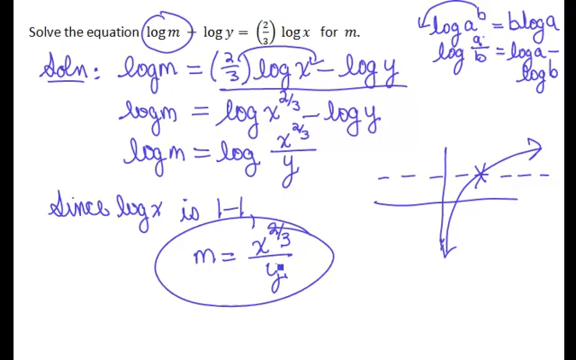 Solve the equation log m + log y = (2/3) log x for m.
log a^b = b log a
log a/b = log a - log b
Soln: log m = (2/3) log x - log y
log m = log x^2/3 - log y
log m = log x^2/3 / y
Since log x is 1-1,
m = x^2/3 / y